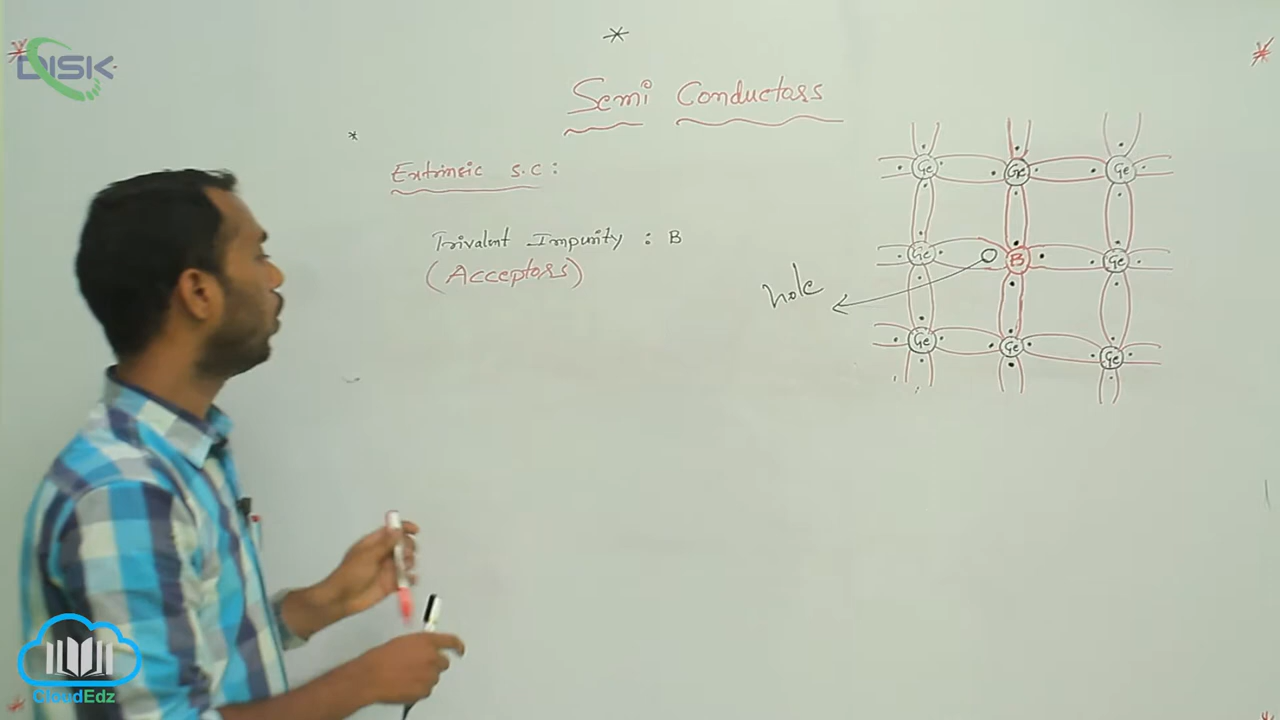 DISK
Semi Conductors
Extrinsic S.C:
Trivalent Impurity : B
(Acceptors)
Ge Ge Ge
Ge B Ge
hole
Ge Ge Ge
CloudEdz